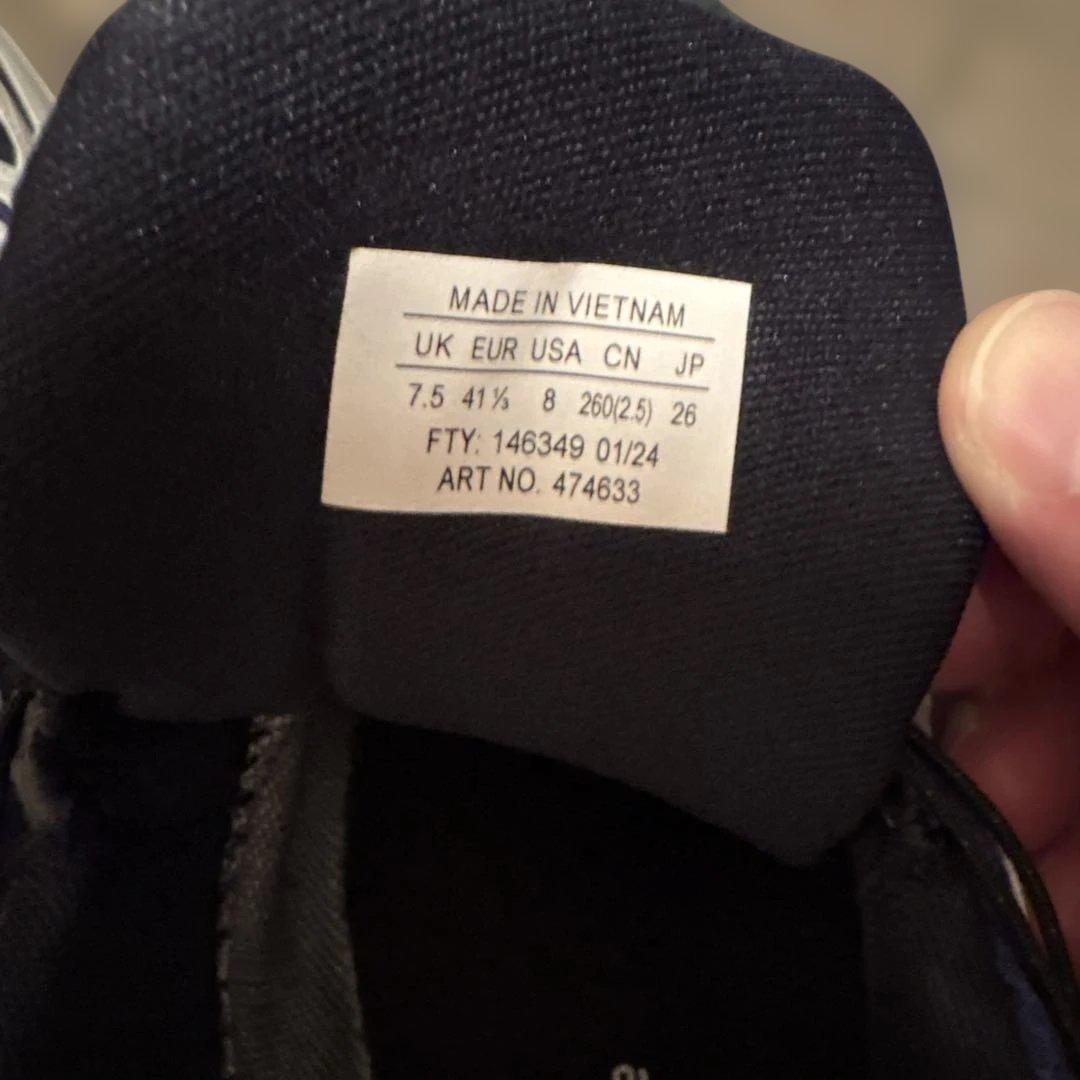 MADE IN VIETNAM
UK EUR USA CN JP
7.5 41⅓ 8 260(2.5) 26
FTY: 146349 01/24
ART NO. 474633